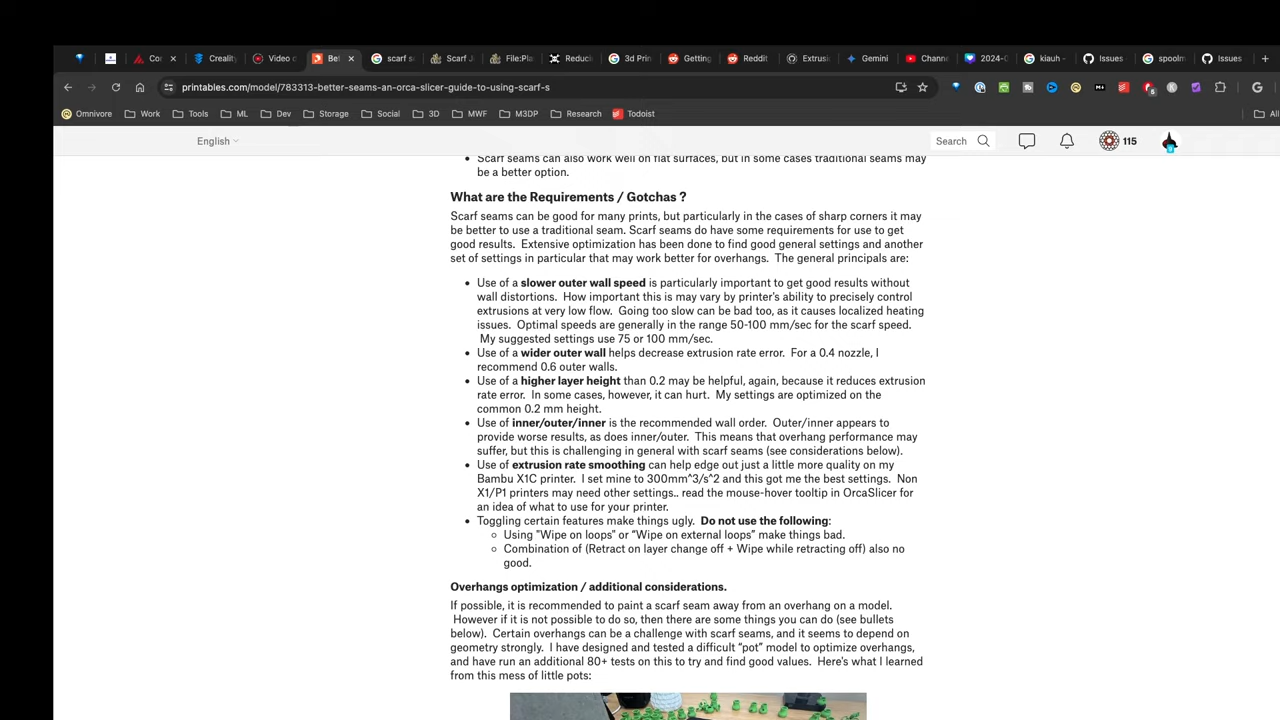 Cor
Creality
Video c
Bet
scarf s
Scarf J
File:Pla
Reducin
3d Prin
Getting
Reddit
Extrusi
Gemini
Chann
2024-0
kiauh -
Issues
spoolm
Issues
printables.com/model/783313-better-seams-an-orca-slicer-guide-to-using-scarf-s
6
Omnivore
Work
Tools
ML
Dev
Storage
Social
3D
MWF
M3DP
Research
Todoist
All
English
Search
115
• Scarf seams can also work well on flat surfaces, but in some cases traditional seams may
be a better option.
What are the Requirements / Gotchas ?
Scarf seams can be good for many prints, but particularly in the cases of sharp corners it may
be better to use a traditional seam. Scarf seams do have some requirements for use to get
good results. Extensive optimization has been done to find good general settings and another
set of settings in particular that may work better for overhangs. The general principals are:
• Use of a slower outer wall speed is particularly important to get good results without
wall distortions. How important this is may vary by printer's ability to precisely control
extrusions at very low flow. Going too slow can be bad too, as it causes localized heating
issues. Optimal speeds are generally in the range 50-100 mm/sec for the scarf speed.
My suggested settings use 75 or 100 mm/sec.
• Use of a wider outer wall helps decrease extrusion rate error. For a 0.4 nozzle, I
recommend 0.6 outer walls.
• Use of a higher layer height than 0.2 may be helpful, again, because it reduces extrusion
rate error. In some cases, however, it can hurt. My settings are optimized on the
common 0.2 mm height.
• Use of inner/outer/inner is the recommended wall order. Outer/inner appears to
provide worse results, as does inner/outer. This means that overhang performance may
suffer, but this is challenging in general with scarf seams (see considerations below).
• Use of extrusion rate smoothing can help edge out just a little more quality on my
Bambu X1C printer. I set mine to 300mm^3/s^2 and this got me the best settings. Non
X1/P1 printers may need other settings.. read the mouse-hover tooltip in OrcaSlicer for
an idea of what to use for your printer.
• Toggling certain features make things ugly. Do not use the following:
◦ Using "Wipe on loops" or “Wipe on external loops” make things bad.
◦ Combination of (Retract on layer change off + Wipe while retracting off) also no
good.
Overhangs optimization / additional considerations.
If possible, it is recommended to paint a scarf seam away from an overhang on a model.
However if it is not possible to do so, then there are some things you can do (see bullets
below). Certain overhangs can be a challenge with scarf seams, and it seems to depend on
geometry strongly. I have designed and tested a difficult “pot” model to optimize overhangs,
and have run an additional 80+ tests on this to try and find good values. Here's what I learned
from this mess of little pots: